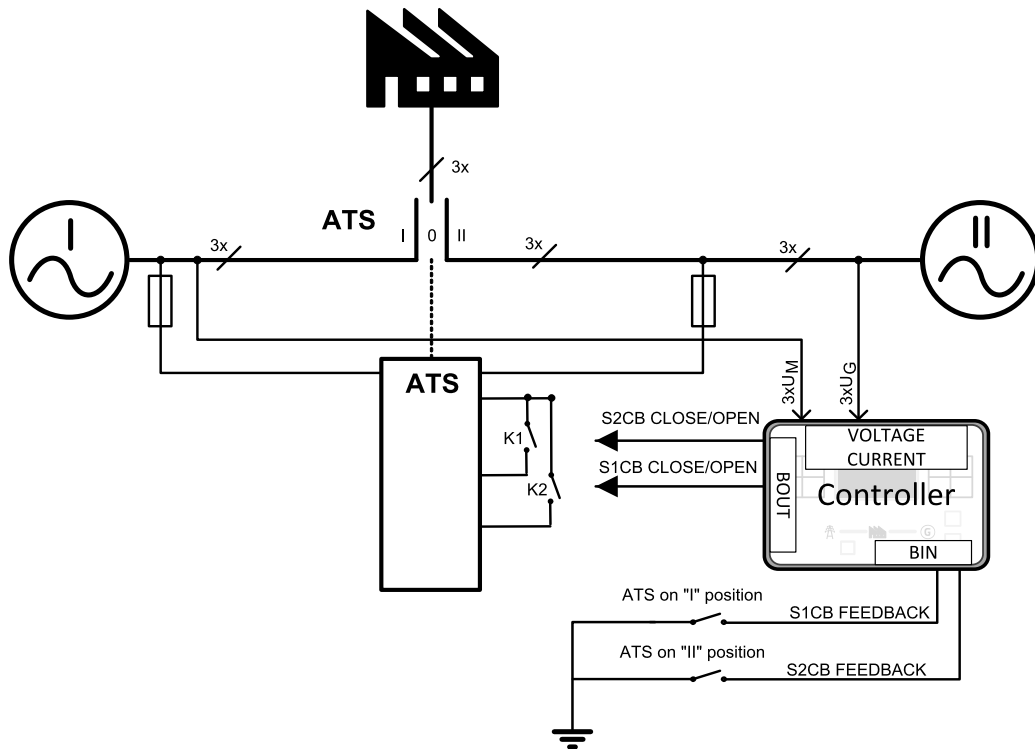 3x
ATS
I
0
II
I
II
3x
3x
3x
3xUM
3xUG
ATS
K1
K2
S2CB CLOSE/OPEN
S1CB CLOSE/OPEN
VOLTAGE
CURRENT
BOUT
Controller
G
BIN
ATS on "I" position
S1CB FEEDBACK
ATS on "II" position
S2CB FEEDBACK